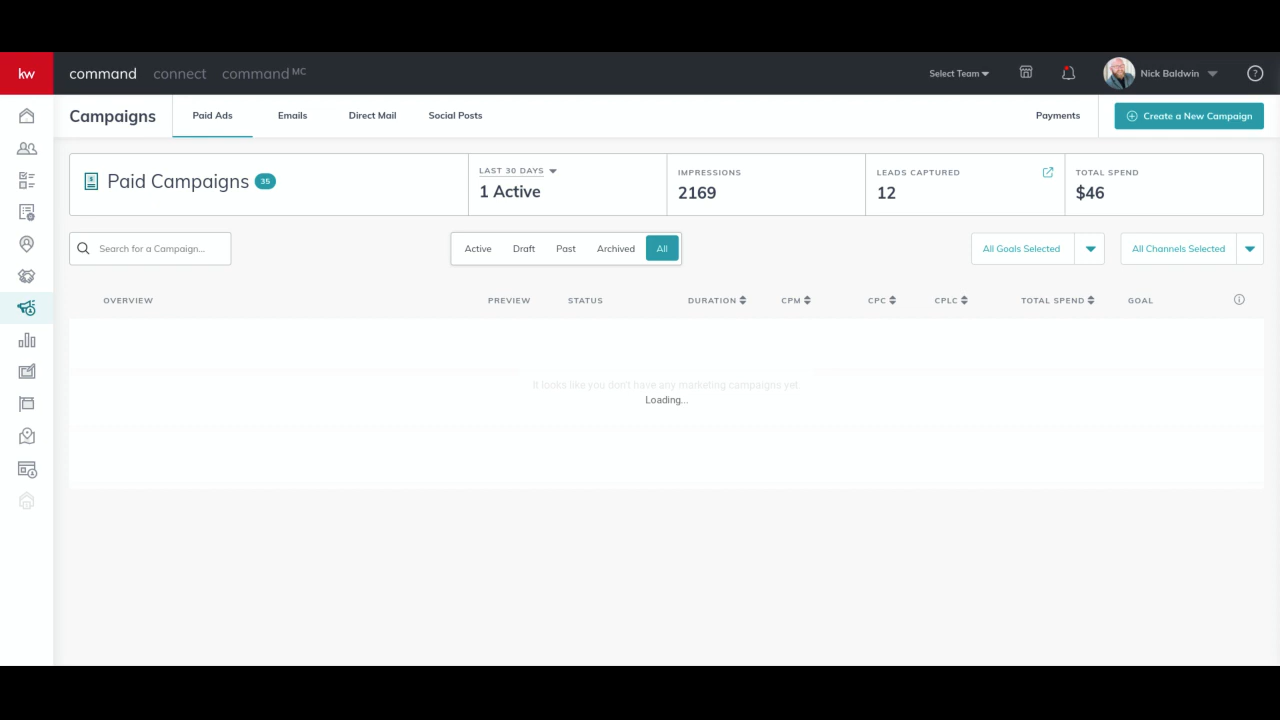 kw command connect command MC Select Team Nick Baldwin ?
Campaigns Paid Ads Emails Direct Mail Social Posts Payments Create a New Campaign
Paid Campaigns 35
LAST 30 DAYS
1 Active
IMPRESSIONS
2169
LEADS CAPTURED
12
TOTAL SPEND
$46
Search for a Campaign... Active Draft Past Archived All All Goals Selected All Channels Selected
OVERVIEW PREVIEW STATUS DURATION CPM CPC CPLC TOTAL SPEND GOAL
It looks like you don't have any marketing campaigns yet
Loading...